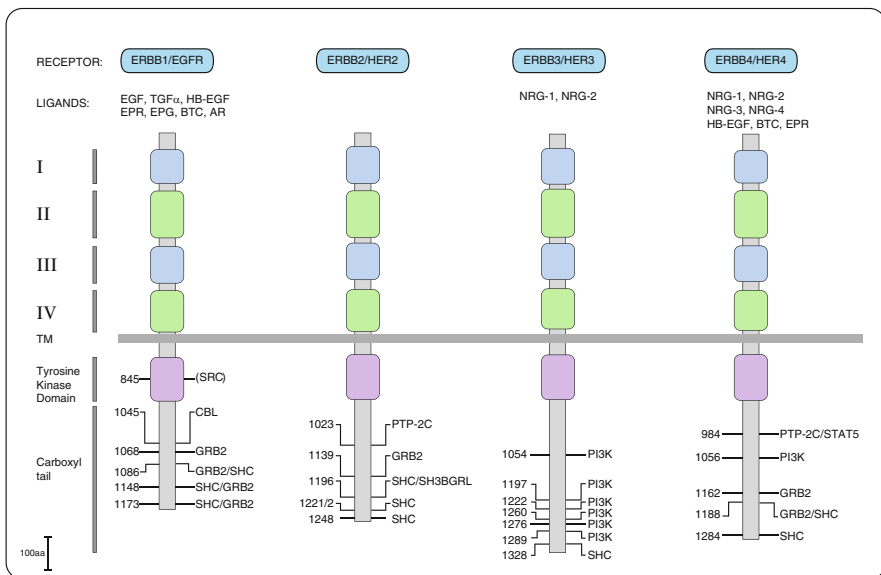 RECEPTOR: ERBB1/EGFR ERBB2/HER2 ERBB3/HER3 ERBB4/HER4
LIGANDS: EGF, TGFα, HB-EGF NRG-1, NRG-2 NRG-1, NRG-2
EPR, EPG, BTC, AR NRG-3, NRG-4
HB-EGF, BTC, EPR
I
II
III
IV
TM
Tyrosine
Kinase
Domain
Carboxyl
tail
100aa
845 (SRC)
1045 CBL
1068 GRB2
1086 GRB2/SHC
1148 SHC/GRB2
1173 SHC/GRB2
1023 PTP-2C
1139 GRB2
1196 SHC/SH3BGRL
1221/2 SHC
1248 SHC
1054 PI3K
1197 PI3K
1222 PI3K
1260 PI3K
1276 PI3K
1289 PI3K
1328 SHC
984 PTP-2C/STAT5
1056 PI3K
1162 GRB2
1188 GRB2/SHC
1284 SHC